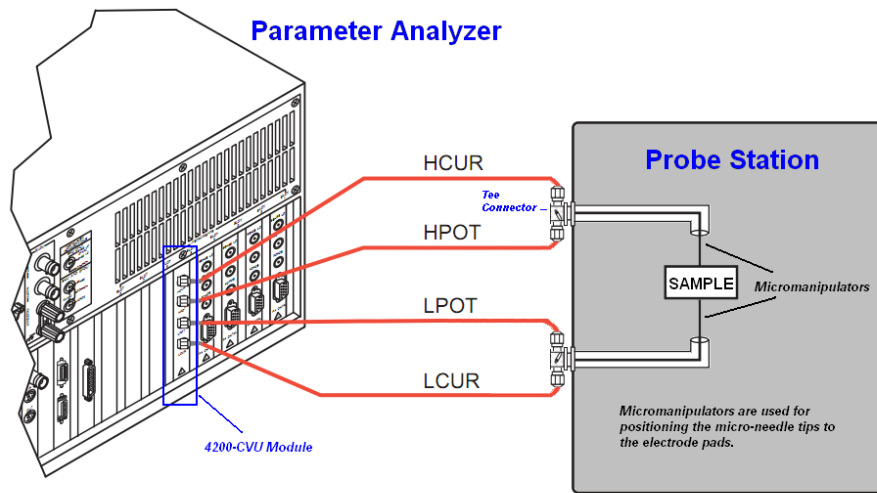 Parameter Analyzer
HCUR
Tee
Connector
HPOT
LPOT
LCUR
4200-CVU Module
Probe Station
SAMPLE
Micromanipulators
Micromanipulators are used for
positioning the micro-needle tips to
the electrode pads.